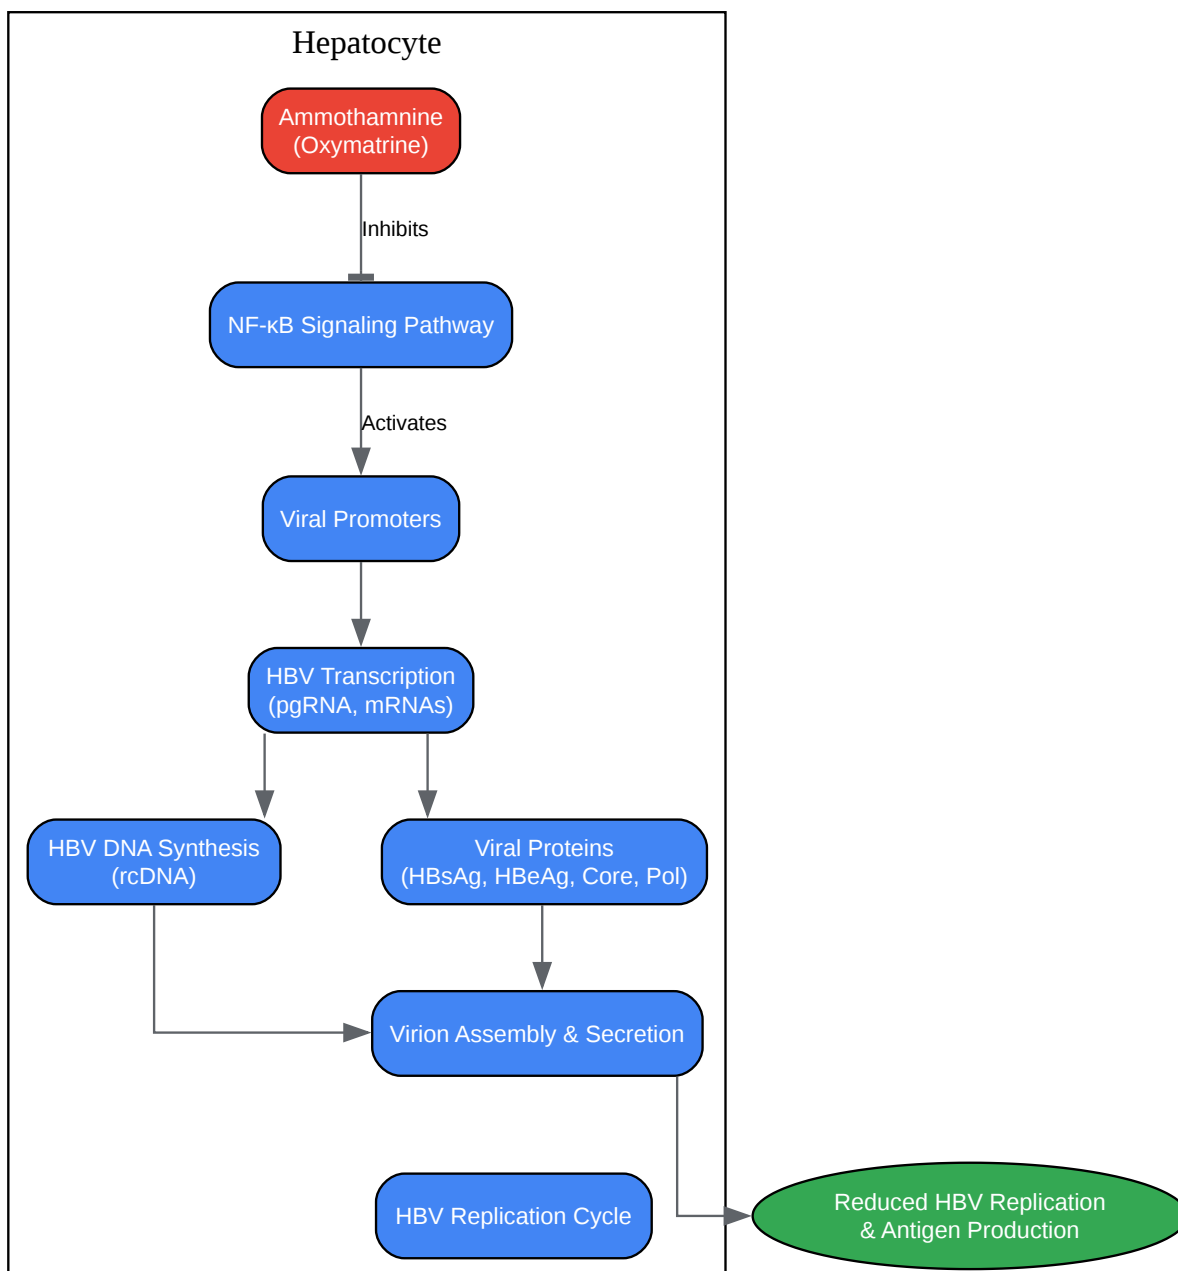 Hepatocyte
Ammothamnine
(Oxymatrine)
Inhibits
NF-κB Signaling Pathway
Activates
Viral Promoters
HBV Transcription
(pgRNA, mRNAs)
HBV DNA Synthesis
(rcDNA)
Viral Proteins
(HBsAg, HBeAg, Core, Pol)
Virion Assembly & Secretion
HBV Replication Cycle
Reduced HBV Replication
& Antigen Production